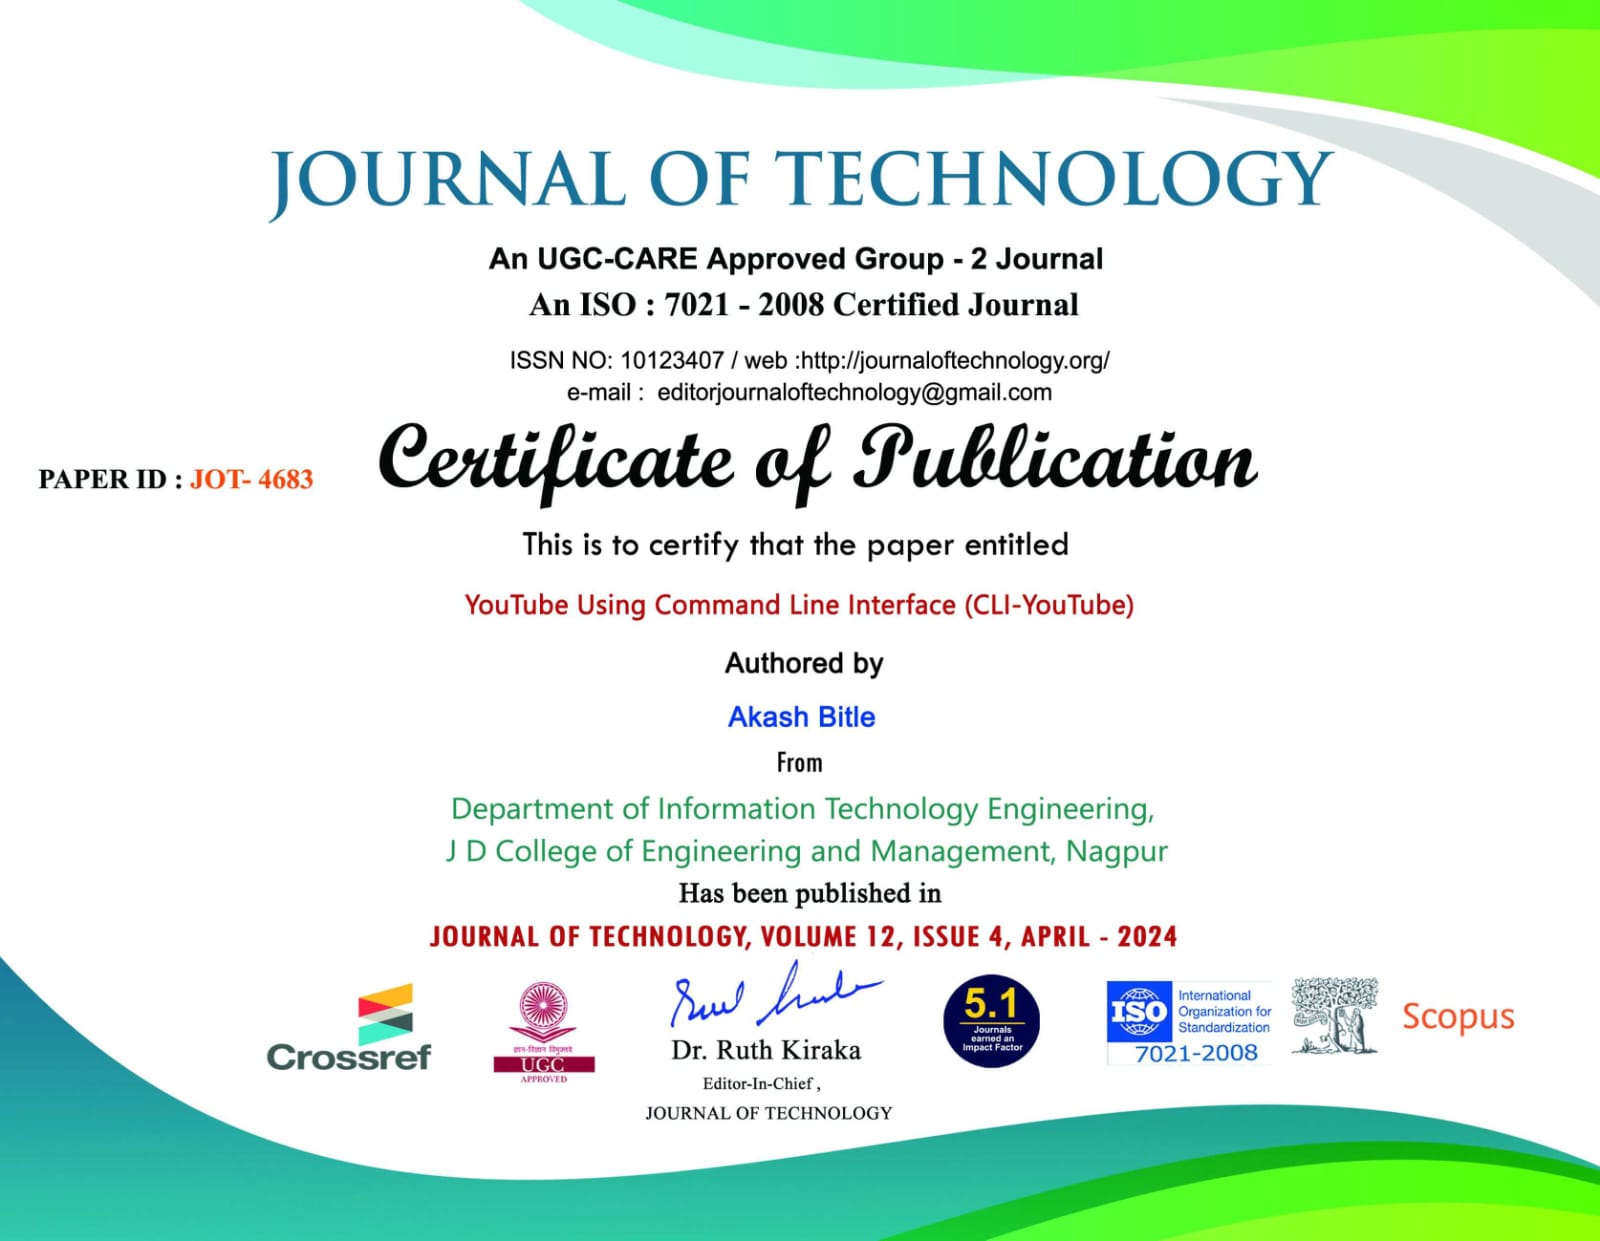 JOURNAL OF TECHNOLOGY
An UGC-CARE Approved Group - 2 Journal
An ISO : 7021 - 2008 Certified Journal
ISSN NO: 10123407 / web :http://journaloftechnology.org/
e-mail : editorjournaloftechnology@gmail.com
Certificate of Publication
PAPER ID : JOT- 4683
This is to certify that the paper entitled
YouTube Using Command Line Interface (CLI-YouTube)
Authored by
Akash Bitle
From
Department of Information Technology Engineering,
J D College of Engineering and Management, Nagpur
Has been published in
JOURNAL OF TECHNOLOGY, VOLUME 12, ISSUE 4, APRIL - 2024
Crossref
ज्ञान-विज्ञान विमुक्तये
UGC
APPROVED
Dr. Ruth Kiraka
Editor-In-Chief ,
JOURNAL OF TECHNOLOGY
5.1
Journals
earned an
Impact Factor
ISO
International
Organization for
Standardization
7021-2008
Scopus